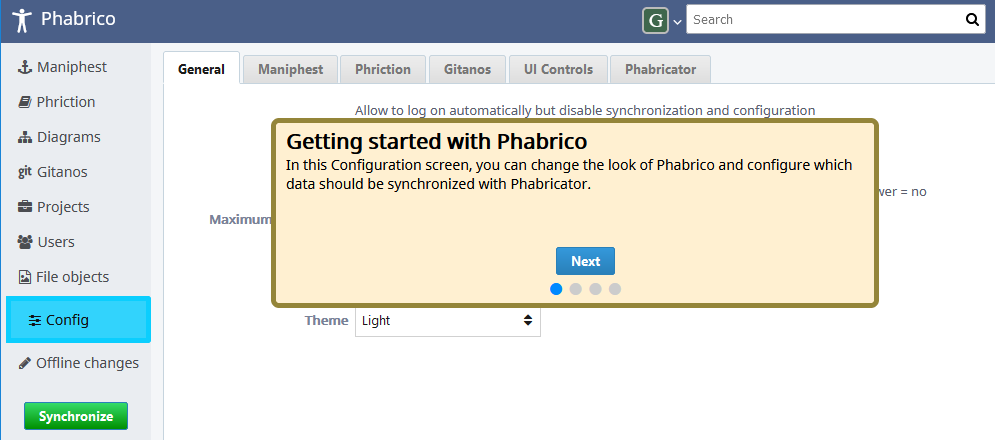 Phabrico
G
Search
Maniphest
Phriction
Diagrams
git Gitanos
Projects
Users
File objects
Config
Offline changes
Synchronize
General Maniphest Phriction Gitanos UI Controls Phabricator
Allow to log on automatically but disable synchronization and configuration
Getting started with Phabrico
In this Configuration screen, you can change the look of Phabrico and configure which
data should be synchronized with Phabricator.
= no
Maximum
Next
Theme Light